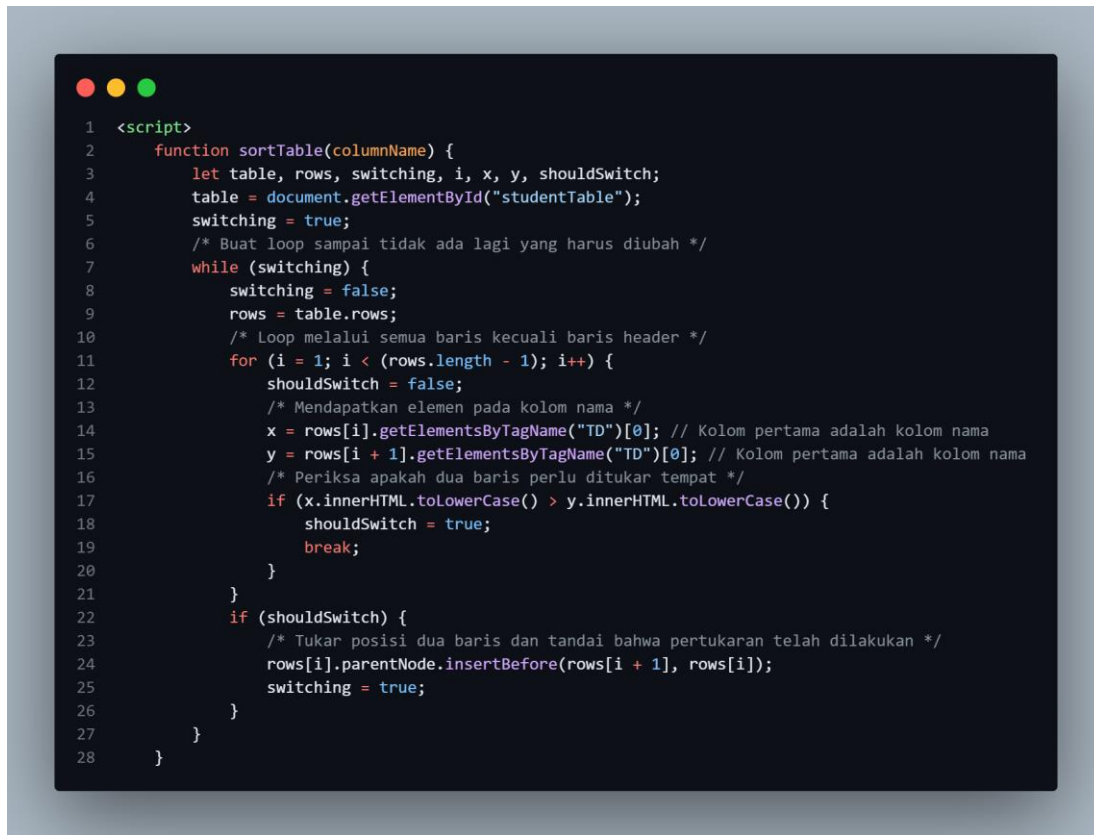 1 <script>
2 function sortTable(columnName) {
3 let table, rows, switching, i, x, y, shouldSwitch;
4 table = document.getElementById("studentTable");
5 switching = true;
6 /* Buat loop sampai tidak ada lagi yang harus diubah */
7 while (switching) {
8 switching = false;
9 rows = table.rows;
10 /* Loop melalui semua baris kecuali baris header */
11 for (i = 1; i < (rows.length - 1); i++) {
12 shouldSwitch = false;
13 /* Mendapatkan elemen pada kolom nama */
14 x = rows[i].getElementsByTagName("TD")[0]; // Kolom pertama adalah kolom nama
15 y = rows[i + 1].getElementsByTagName("TD")[0]; // Kolom pertama adalah kolom nama
16 /* Periksa apakah dua baris perlu ditukar tempat */
17 if (x.innerHTML.toLowerCase() > y.innerHTML.toLowerCase()) {
18 shouldSwitch = true;
19 break;
20 }
21 }
22 if (shouldSwitch) {
23 /* Tukar posisi dua baris dan tandai bahwa pertukaran telah dilakukan */
24 rows[i].parentNode.insertBefore(rows[i + 1], rows[i]);
25 switching = true;
26 }
27 }
28 }